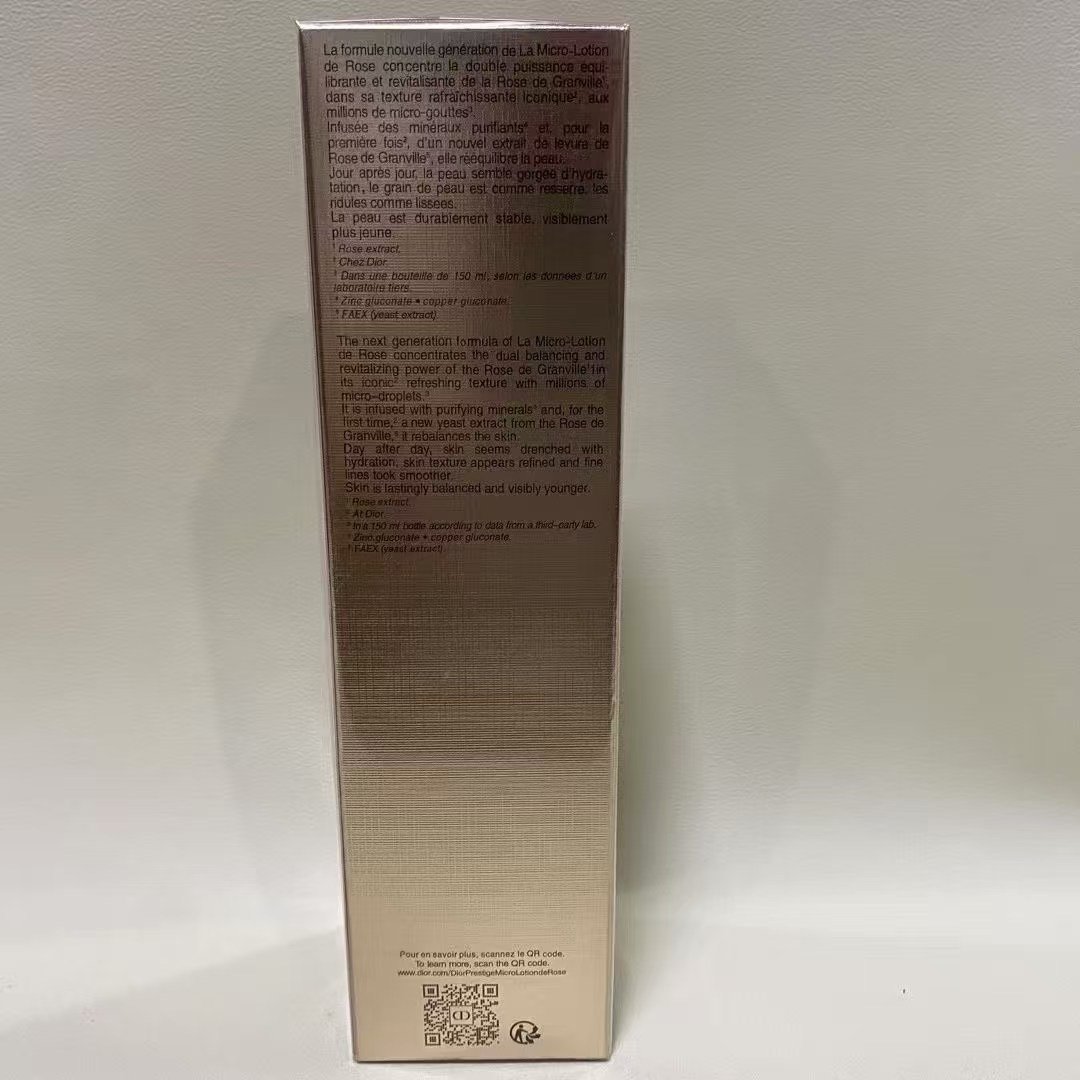 La formule nouvelle génération de La Micro-Lotion
de Rose concentre la double puissance équi-
librante et revitalisante de la Rose de Granville¹,
dans sa texture rafraîchissante iconique², aux
millions de micro-gouttes³.
Infusée des minéraux purifiants⁴ et, pour la
première fois², d'un nouvel extrait de levure de
Rose de Granville⁵, elle rééquilibre la peau.
Jour après jour, la peau semble gorgée d'hydra-
tation, le grain de peau est comme resserré, les
ridules comme lissées.
La peau est durablement stable, visiblement
plus jeune.
¹ Rose extract.
² Chez Dior.
³ Dans une bouteille de 150 ml, selon les données d'un
laboratoire tiers.
⁴ Zinc gluconate • copper gluconate.
⁵ FAEX (yeast extract).
The next generation formula of La Micro-Lotion
de Rose concentrates the dual balancing and
revitalizing power of the Rose de Granville¹in
its iconic² refreshing texture with millions of
micro-droplets.³
It is infused with purifying minerals⁴ and, for the
first time,² a new yeast extract from the Rose de
Granville,⁵ it rebalances the skin.
Day after day, skin seems drenched with
hydration, skin texture appears refined and fine
lines look smoother.
Skin is lastingly balanced and visibly younger.
¹ Rose extract.
² At Dior.
³ In a 150 ml bottle according to data from a third-party lab.
⁴ Zinc gluconate • copper gluconate.
⁵ FAEX (yeast extract).
Pour en savoir plus, scannez le QR code.
To learn more, scan the QR code.
www.dior.com/DiorPrestigeMicroLotiondeRose
CD